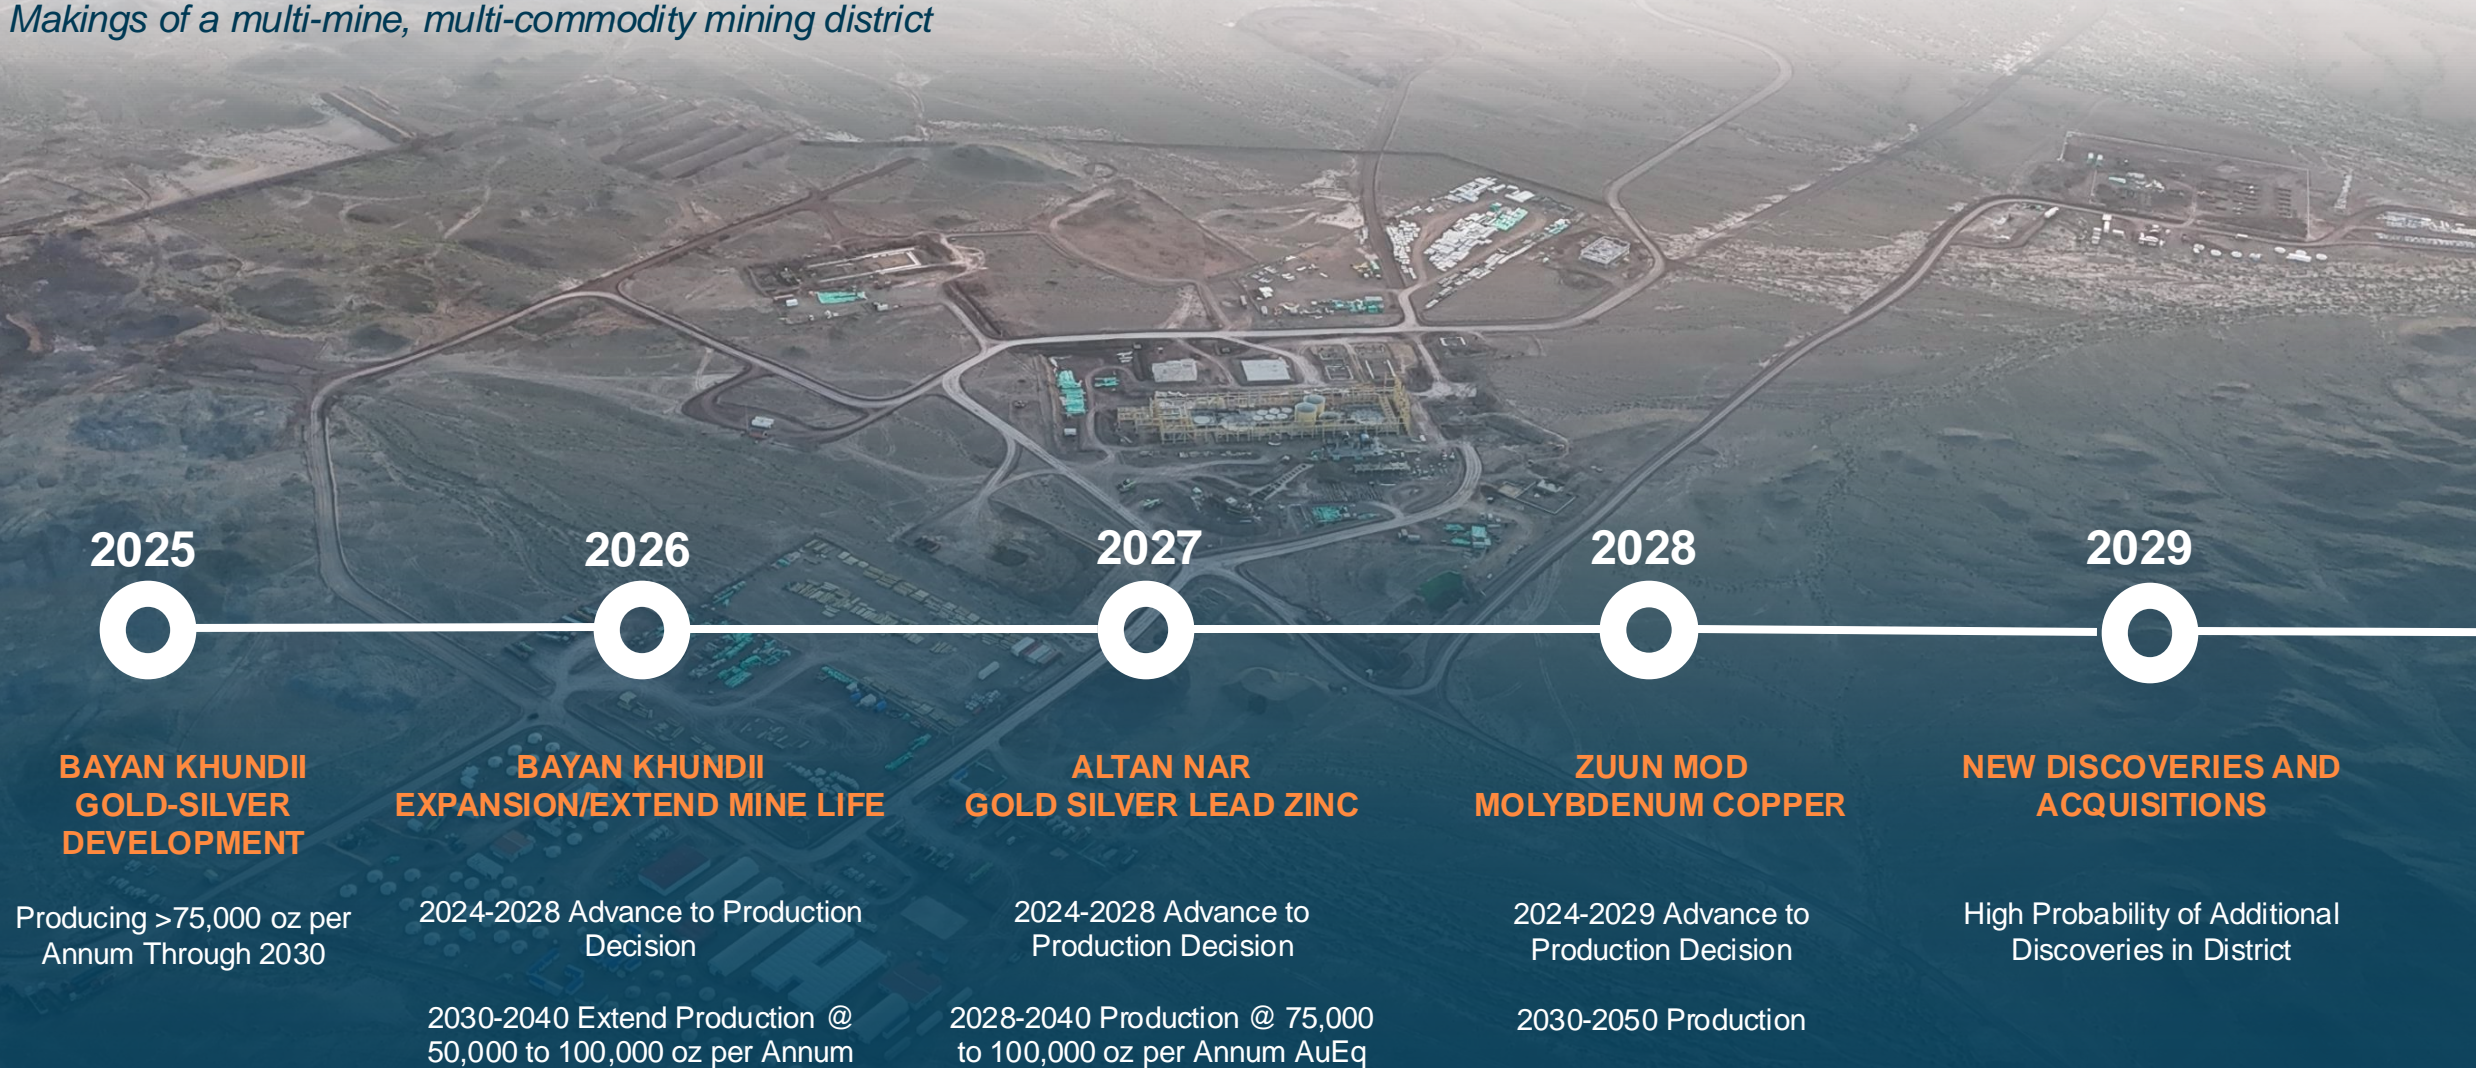 Makings of a multi-mine, multi-commodity mining district
2025
2026
2027
2028
2029
BAYAN KHUNDII
GOLD-SILVER
DEVELOPMENT
Producing >75,000 oz per
Annum Through 2030
BAYAN KHUNDII
EXPANSION/EXTEND MINE LIFE
2024-2028 Advance to Production
Decision
2030-2040 Extend Production @
50,000 to 100,000 oz per Annum
ALTAN NAR
GOLD SILVER LEAD ZINC
2024-2028 Advance to
Production Decision
2028-2040 Production @ 75,000
to 100,000 oz per Annum AuEq
ZUUN MOD
MOLYBDENUM COPPER
2024-2029 Advance to
Production Decision
2030-2050 Production
NEW DISCOVERIES AND
ACQUISITIONS
High Probability of Additional
Discoveries in District